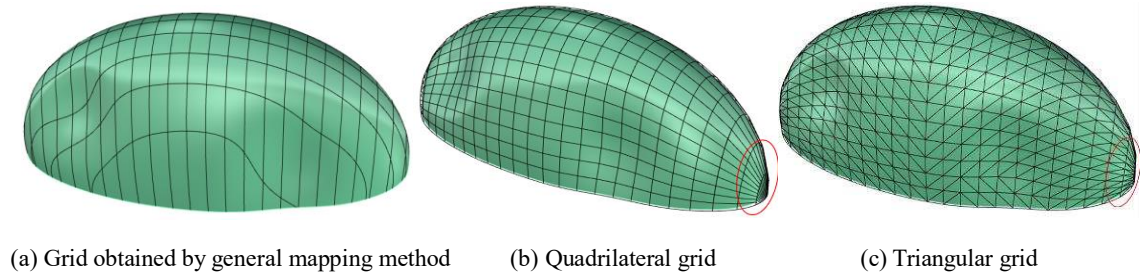 (a) Grid obtained by general mapping method
(b) Quadrilateral grid
(c) Triangular grid